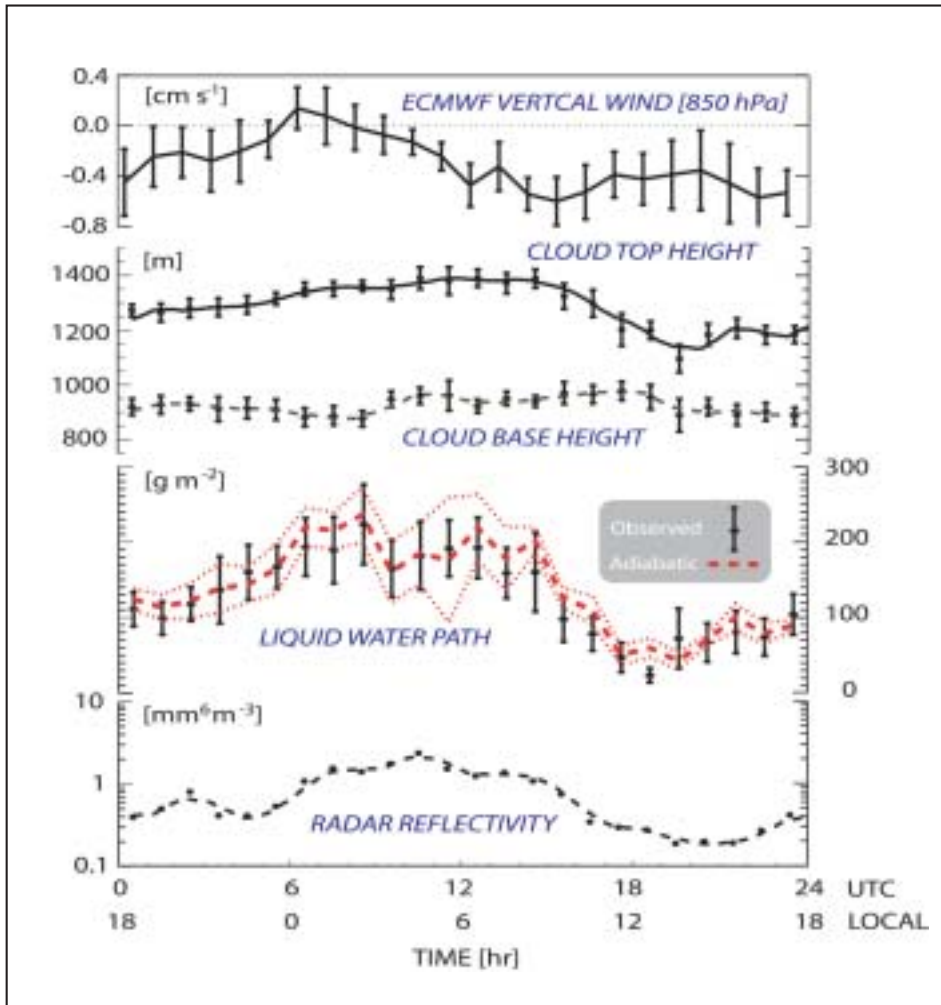 0.4
[cm s⁻¹]
ECMWF VERTCAL WIND [850 hPa]
0.0
-0.4
-0.8
CLOUD TOP HEIGHT
[m]
1400
1200
1000
800
CLOUD BASE HEIGHT
[g m⁻²]
300
Observed
200
Adiabatic
100
LIQUID WATER PATH
0
10
[mm⁶m⁻³]
1
RADAR REFLECTIVITY
0.1
0 6 12 18 24 UTC
18 0 6 12 18 LOCAL
TIME [hr]